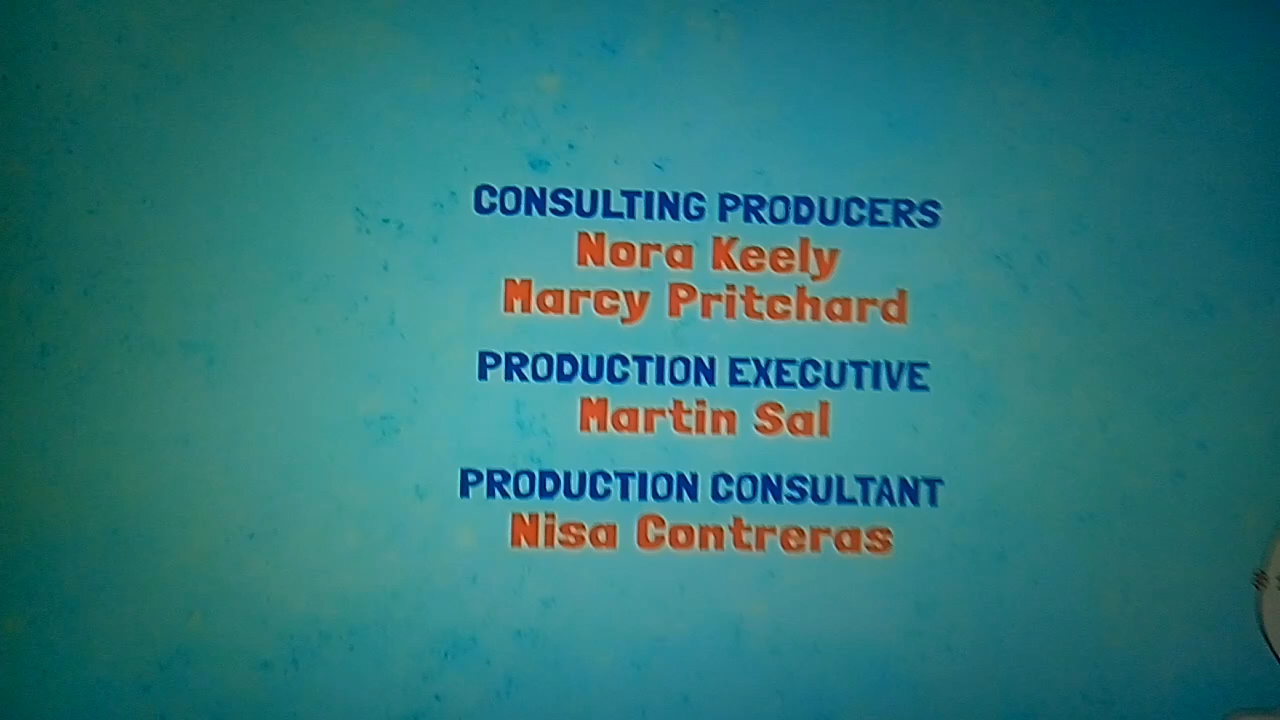 CONSULTING PRODUCERS
Nora Keely
Marcy Pritchard
PRODUCTION EXECUTIVE
Martin Sal
PRODUCTION CONSULTANT
Nisa Contreras